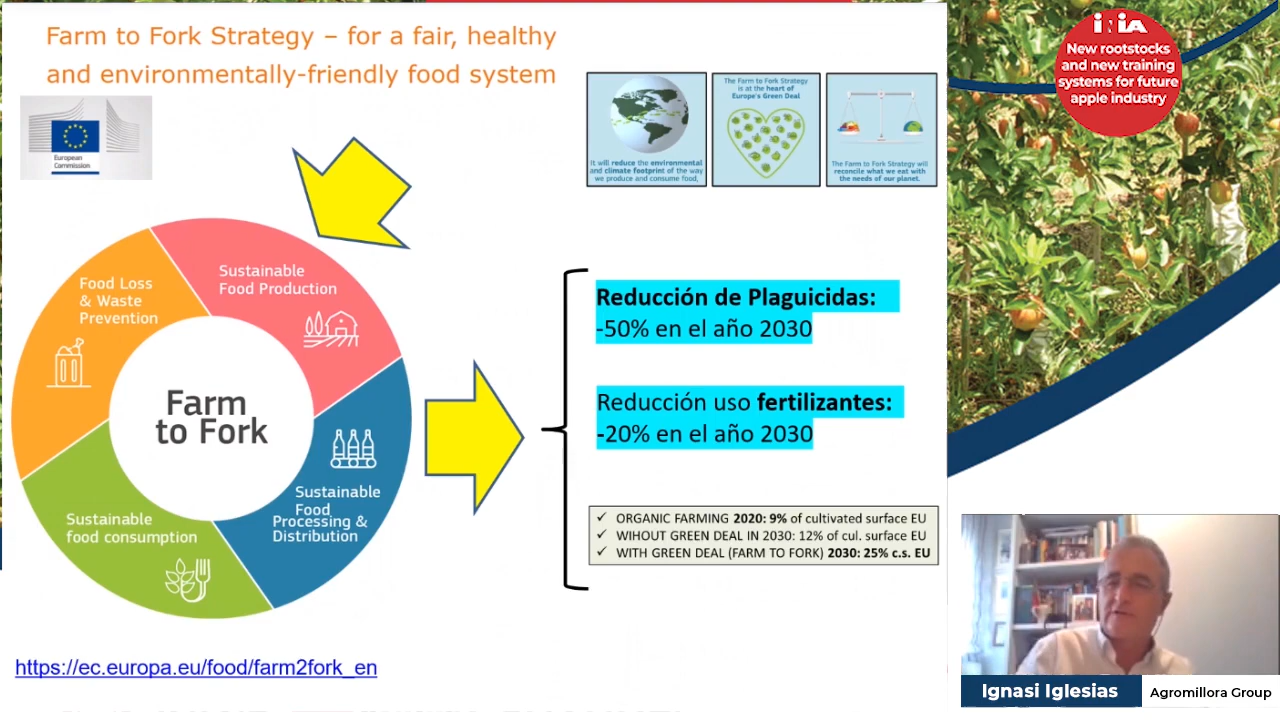 Farm to Fork Strategy – for a fair, healthy
and environmentally-friendly food system
European
Commission
It will reduce the environmental
and climate footprint of the way
we produce and consume food,
The Farm to Fork Strategy
is at the heart of
Europe's Green Deal
The Farm to Fork Strategy will
reconcile what we eat with
the needs of our planet.
iNiA
New rootstocks
and new training
systems for future
apple industry
Food Loss
& Waste
Prevention
Sustainable
Food Production
Farm
to Fork
Sustainable
Food
Processing &
Distribution
Sustainable
food consumption
Reducción de Plaguicidas:
-50% en el año 2030
Reducción uso fertilizantes:
-20% en el año 2030
✓ ORGANIC FARMING 2020: 9% of cultivated surface EU
✓ WIHOUT GREEN DEAL IN 2030: 12% of cul. surface EU
✓ WITH GREEN DEAL (FARM TO FORK) 2030: 25% c.s. EU
https://ec.europa.eu/food/farm2fork_en
Ignasi Iglesias
Agromillora Group